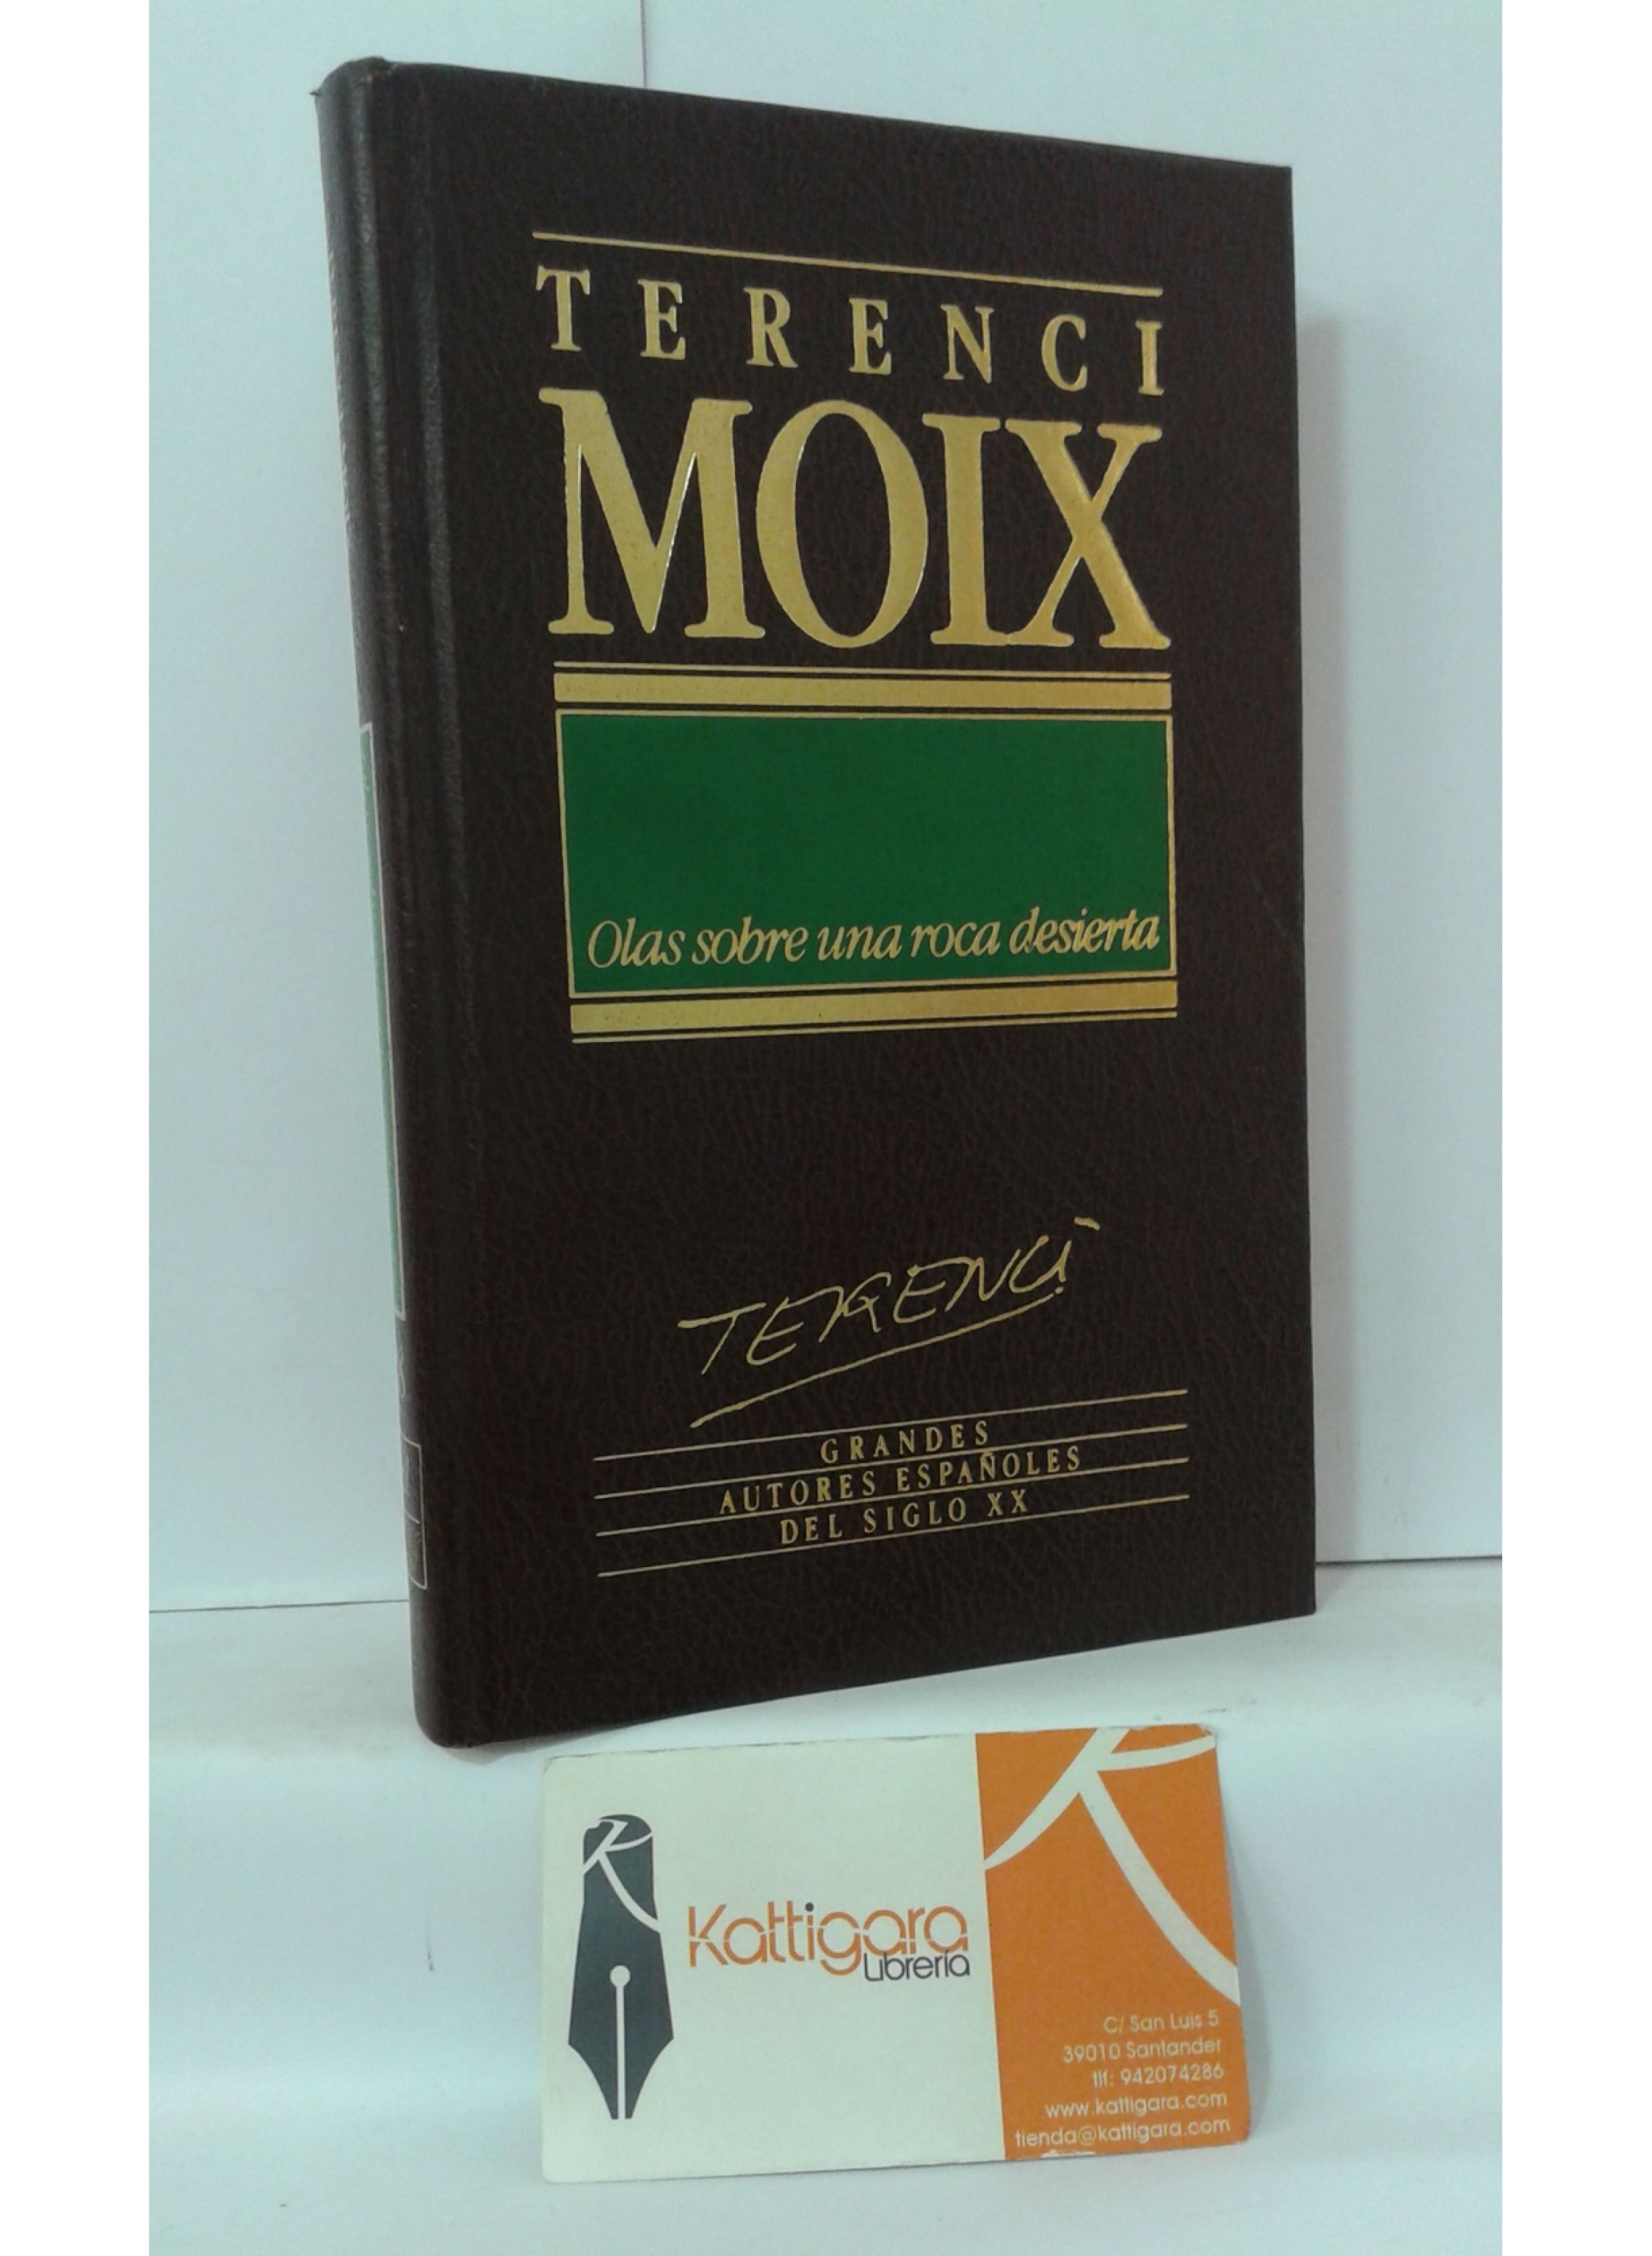 TERENCI
MOIX
Olas sobre una roca desierta
TERENCI
GRANDES
AUTORES ESPAÑOLES
DEL SIGLO XX
Kattigara
Librería
C/ San Luis 5
39010 Santander
tlf: 942074286
www.kattigara.com
tienda@kattigara.com